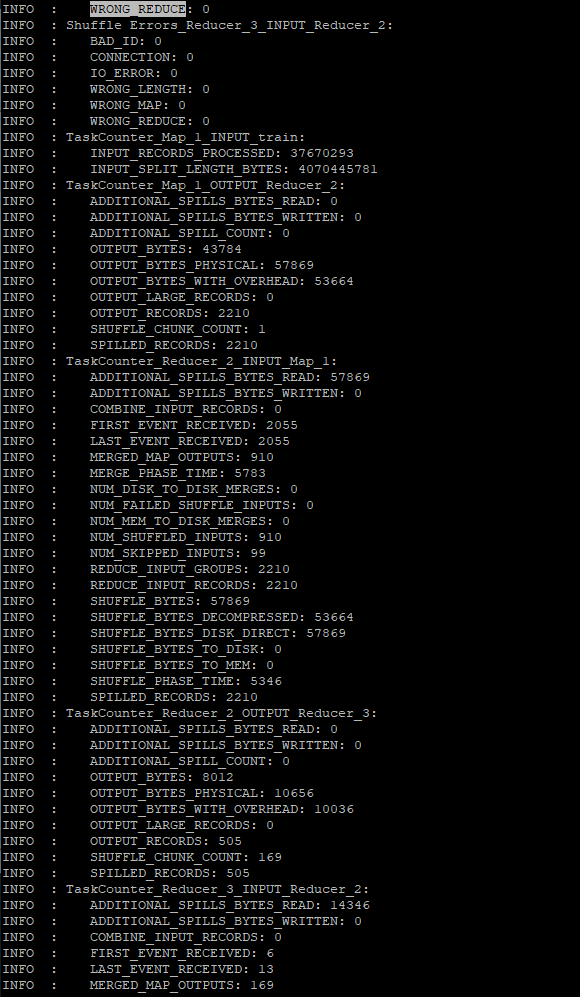 INFO  :     WRONG_REDUCE: 0
INFO  : Shuffle Errors_Reducer_3_INPUT_Reducer_2:
INFO  :     BAD_ID: 0
INFO  :     CONNECTION: 0
INFO  :     IO_ERROR: 0
INFO  :     WRONG_LENGTH: 0
INFO  :     WRONG_MAP: 0
INFO  :     WRONG_REDUCE: 0
INFO  : TaskCounter_Map_1_INPUT_train:
INFO  :     INPUT_RECORDS_PROCESSED: 37670293
INFO  :     INPUT_SPLIT_LENGTH_BYTES: 4070445781
INFO  : TaskCounter_Map_1_OUTPUT_Reducer_2:
INFO  :     ADDITIONAL_SPILLS_BYTES_READ: 0
INFO  :     ADDITIONAL_SPILLS_BYTES_WRITTEN: 0
INFO  :     ADDITIONAL_SPILL_COUNT: 0
INFO  :     OUTPUT_BYTES: 43784
INFO  :     OUTPUT_BYTES_PHYSICAL: 57869
INFO  :     OUTPUT_BYTES_WITH_OVERHEAD: 53664
INFO  :     OUTPUT_LARGE_RECORDS: 0
INFO  :     OUTPUT_RECORDS: 2210
INFO  :     SHUFFLE_CHUNK_COUNT: 1
INFO  :     SPILLED_RECORDS: 2210
INFO  : TaskCounter_Reducer_2_INPUT_Map_1:
INFO  :     ADDITIONAL_SPILLS_BYTES_READ: 57869
INFO  :     ADDITIONAL_SPILLS_BYTES_WRITTEN: 0
INFO  :     COMBINE_INPUT_RECORDS: 0
INFO  :     FIRST_EVENT_RECEIVED: 2055
INFO  :     LAST_EVENT_RECEIVED: 2055
INFO  :     MERGED_MAP_OUTPUTS: 910
INFO  :     MERGE_PHASE_TIME: 5783
INFO  :     NUM_DISK_TO_DISK_MERGES: 0
INFO  :     NUM_FAILED_SHUFFLE_INPUTS: 0
INFO  :     NUM_MEM_TO_DISK_MERGES: 0
INFO  :     NUM_SHUFFLED_INPUTS: 910
INFO  :     NUM_SKIPPED_INPUTS: 99
INFO  :     REDUCE_INPUT_GROUPS: 2210
INFO  :     REDUCE_INPUT_RECORDS: 2210
INFO  :     SHUFFLE_BYTES: 57869
INFO  :     SHUFFLE_BYTES_DECOMPRESSED: 53664
INFO  :     SHUFFLE_BYTES_DISK_DIRECT: 57869
INFO  :     SHUFFLE_BYTES_TO_DISK: 0
INFO  :     SHUFFLE_BYTES_TO_MEM: 0
INFO  :     SHUFFLE_PHASE_TIME: 5346
INFO  :     SPILLED_RECORDS: 2210
INFO  : TaskCounter_Reducer_2_OUTPUT_Reducer_3:
INFO  :     ADDITIONAL_SPILLS_BYTES_READ: 0
INFO  :     ADDITIONAL_SPILLS_BYTES_WRITTEN: 0
INFO  :     ADDITIONAL_SPILL_COUNT: 0
INFO  :     OUTPUT_BYTES: 8012
INFO  :     OUTPUT_BYTES_PHYSICAL: 10656
INFO  :     OUTPUT_BYTES_WITH_OVERHEAD: 10036
INFO  :     OUTPUT_LARGE_RECORDS: 0
INFO  :     OUTPUT_RECORDS: 505
INFO  :     SHUFFLE_CHUNK_COUNT: 169
INFO  :     SPILLED_RECORDS: 505
INFO  : TaskCounter_Reducer_3_INPUT_Reducer_2:
INFO  :     ADDITIONAL_SPILLS_BYTES_READ: 14346
INFO  :     ADDITIONAL_SPILLS_BYTES_WRITTEN: 0
INFO  :     COMBINE_INPUT_RECORDS: 0
INFO  :     FIRST_EVENT_RECEIVED: 6
INFO  :     LAST_EVENT_RECEIVED: 13
INFO  :     MERGED_MAP_OUTPUTS: 169